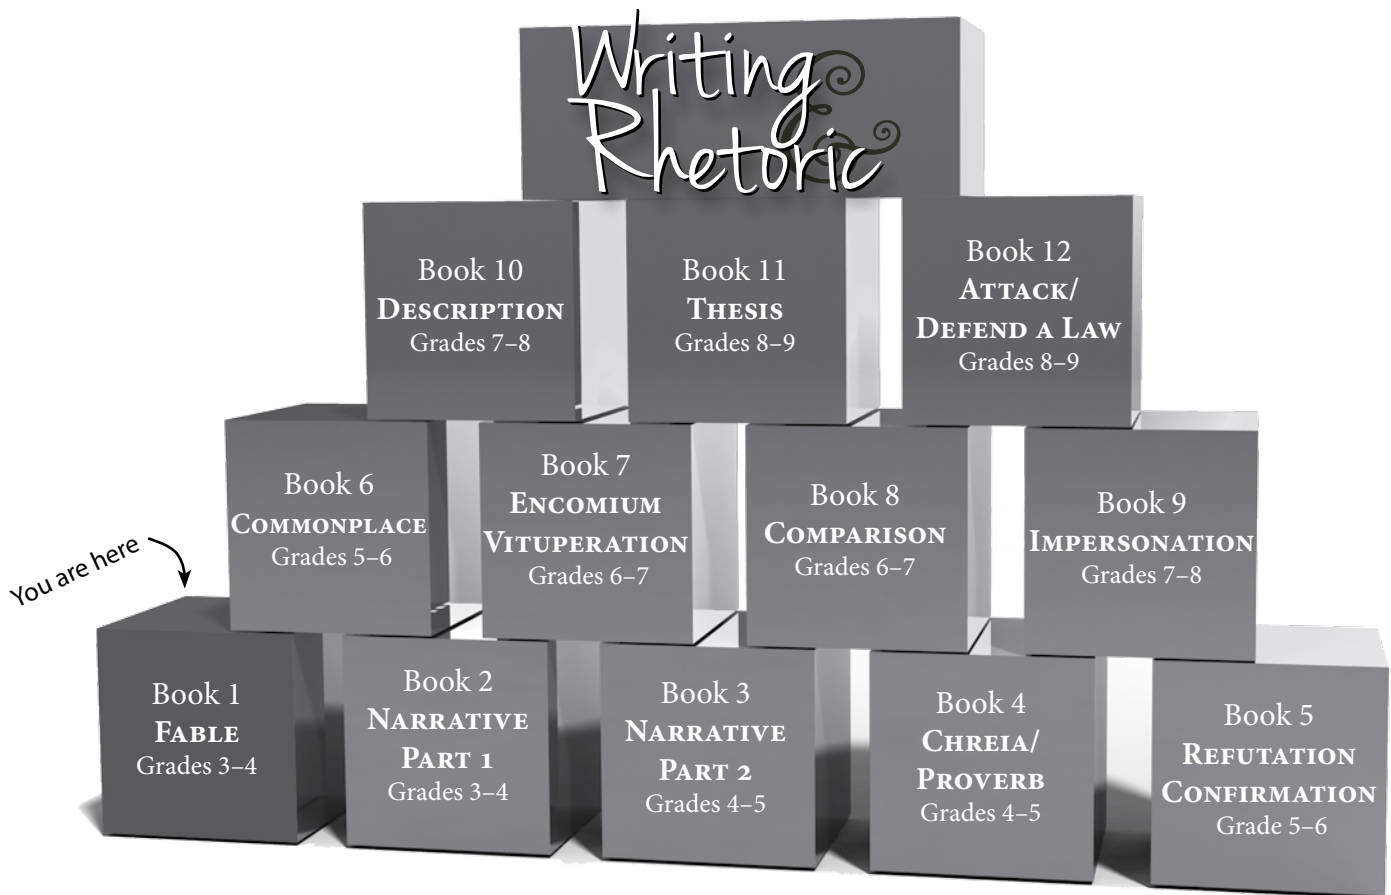 Writing
& Rhetoric
Book 10
Description
Grades 7–8
Book 11
Thesis
Grades 8–9
Book 12
Attack/
Defend a Law
Grades 8–9
Book 6
Commonplace
Grades 5–6
Book 7
Encomium
Vituperation
Grades 6–7
Book 8
Comparison
Grades 6–7
Book 9
Impersonation
Grades 7–8
You are here
Book 1
Fable
Grades 3–4
Book 2
Narrative
Part 1
Grades 3–4
Book 3
Narrative
Part 2
Grades 4–5
Book 4
Chreia/
Proverb
Grades 4–5
Book 5
Refutation
Confirmation
Grade 5–6